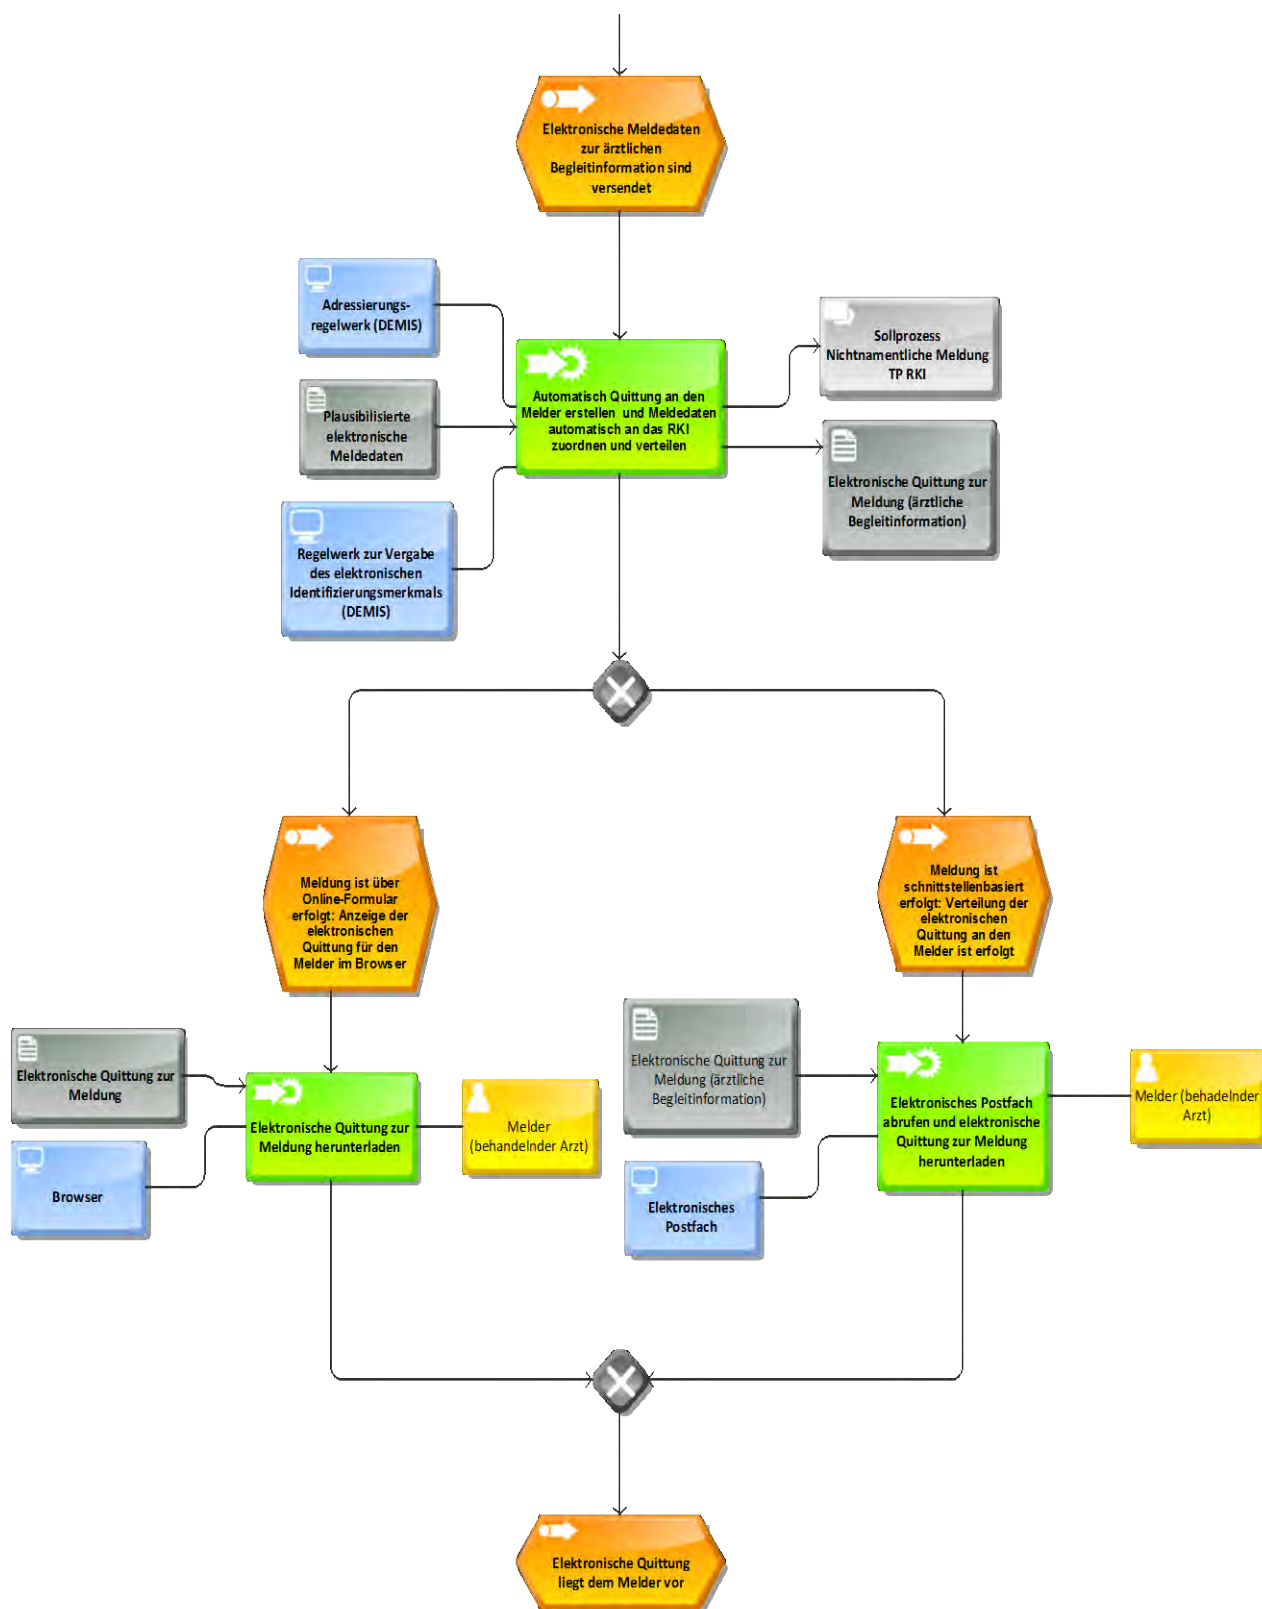 Elektronische Meldedaten
zur ärztlichen
Begleitinformation sind
versendet
Adressierungs-
regelwerk (DEMIS)
Sollprozess
Nichtnamentliche Meldung
TP RKI
Automatisch Quittung an den
Melder erstellen und Meldedaten
automatisch an das RKI
zuordnen und verteilen
Plausibilisierte
elektronische
Meldedaten
Elektronische Quittung zur
Meldung (ärztliche
Begleitinformation)
Regelwerk zur Vergabe
des elektronischen
Identifizierungsmerkmals
(DEMIS)
Meldung ist über
Online-Formular
erfolgt: Anzeige der
elektronischen
Quittung für den
Melder im Browser
Meldung ist
schnittstellenbasiert
erfolgt: Verteilung der
elektronischen
Quittung an den
Melder ist erfolgt
Elektronische Quittung zur
Meldung
Elektronische Quittung zur
Meldung herunterladen
Melder
(behandelnder Arzt)
Browser
Elektronische Quittung zur
Meldung (ärztliche
Begleitinformation)
Elektronisches Postfach
abrufen und elektronische
Quittung zur Meldung
herunterladen
Melder (behadelnder
Arzt)
Elektronisches
Postfach
Elektronische Quittung
liegt dem Melder vor